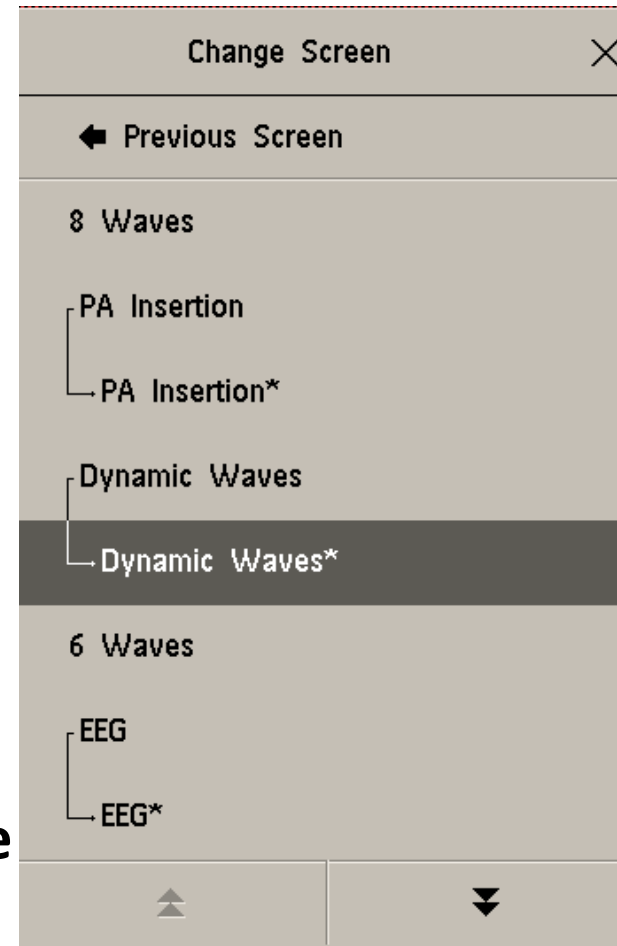 Change Screen
Previous Screen
8 Waves
PA Insertion
PA Insertion*
Dynamic Waves
Dynamic Waves*
6 Waves
EEG
EEG*
e